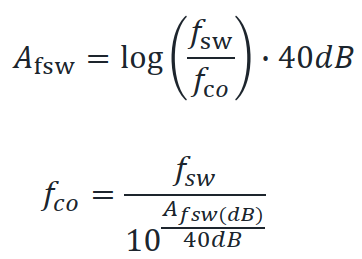 A_fsw = log(f_sw / f_co) · 40dB
f_co = f_sw / 10^(A_fsw(dB) / 40dB)